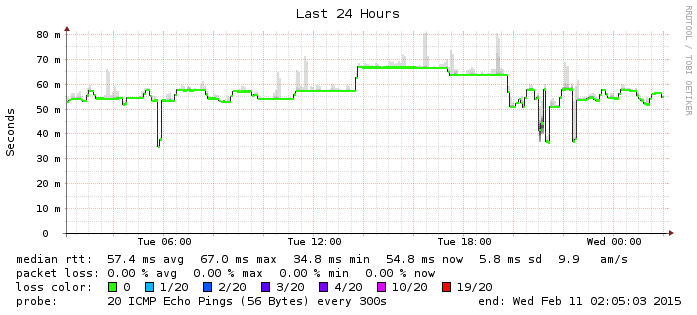 Last 24 Hours
RRDTOOL / TOBI OETIKER
Seconds
80 m
70 m
60 m
50 m
40 m
30 m
20 m
10 m
0
Tue 06:00 Tue 12:00 Tue 18:00 Wed 00:00
median rtt: 57.4 ms avg 67.0 ms max 34.8 ms min 54.8 ms now 5.8 ms sd 9.9 am/s
packet loss: 0.00 % avg 0.00 % max 0.00 % min 0.00 % now
loss color: 0 1/20 2/20 3/20 4/20 10/20 19/20
probe: 20 ICMP Echo Pings (56 Bytes) every 300s end: Wed Feb 11 02:05:03 2015